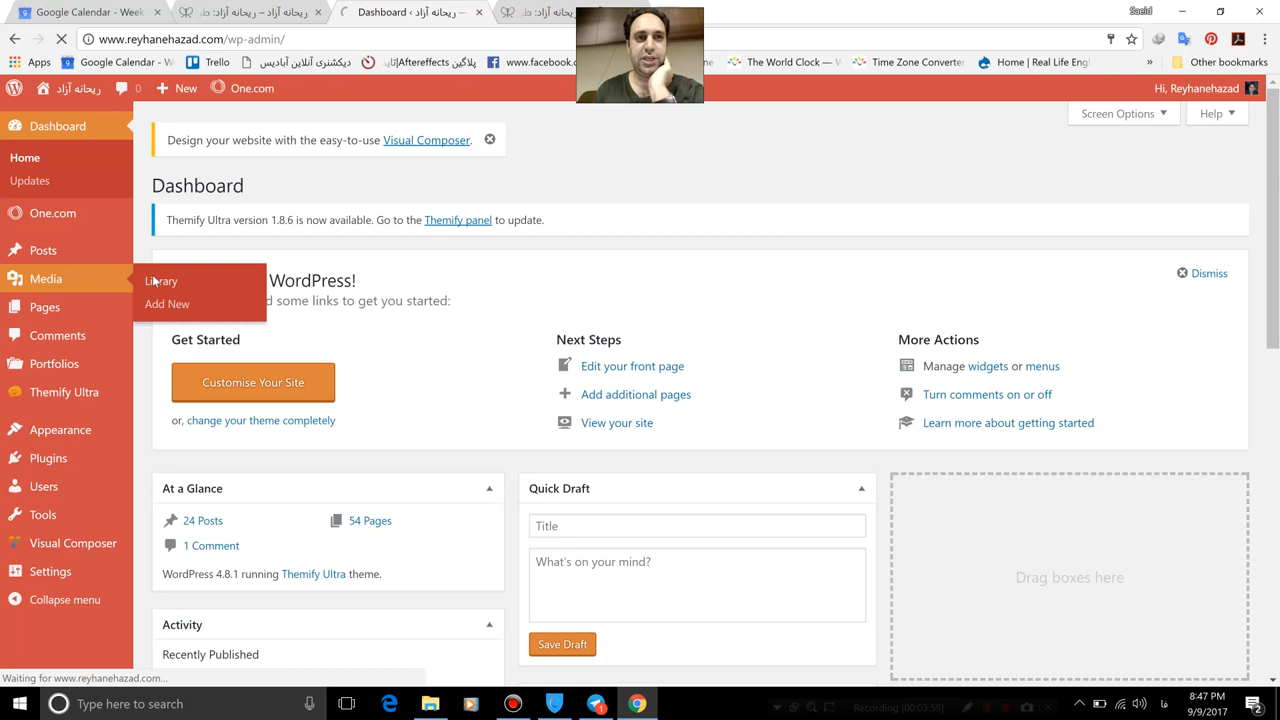 ریحانه آزاد
Dashboard
ریحانه آزاد
Saeid
www.reyhanehazad.com/wp-admin/
Apps
Google Calendar - W
Trello
دیکشنری آنلاین آبادیس
پلاگین Aftereffects|تاینید
www.facebook.c
The World Clock —
Time Zone Converter
Home | Real Life Eng
»
Other bookmarks
ریحانه آزاد
0
New
One.com
Hi, Reyhanehazad
Screen Options
Help
Dashboard
Home
Updates
One.com
Posts
Media
Library
Add New
Pages
Comments
Portfolios
Themify Ultra
Appearance
Plugins
Users
Tools
Visual Composer
Settings
Collapse menu
Design your website with the easy-to-use Visual Composer.
Dashboard
Themify Ultra version 1.8.6 is now available. Go to the Themify panel to update.
WordPress!
d some links to get you started:
Dismiss
Get Started
Customise Your Site
or, change your theme completely
Next Steps
Edit your front page
Add additional pages
View your site
More Actions
Manage widgets or menus
Turn comments on or off
Learn more about getting started
At a Glance
24 Posts
54 Pages
1 Comment
WordPress 4.8.1 running Themify Ultra theme.
Activity
Recently Published
Quick Draft
Title
What's on your mind?
Save Draft
Drag boxes here
Waiting for www.reyhanehazad.com...
Type here to search
Recording [00:03:59]
فا
8:47 PM
9/9/2017
2